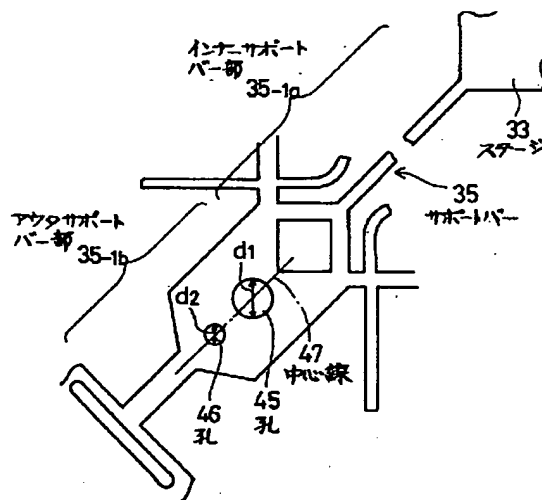 インナーサポート
バー部
35-1a
33
ステージ
35
サポートバー
アウタサポート
バー部
35-1b
d1
d2
47
中心線
46
孔
45
孔